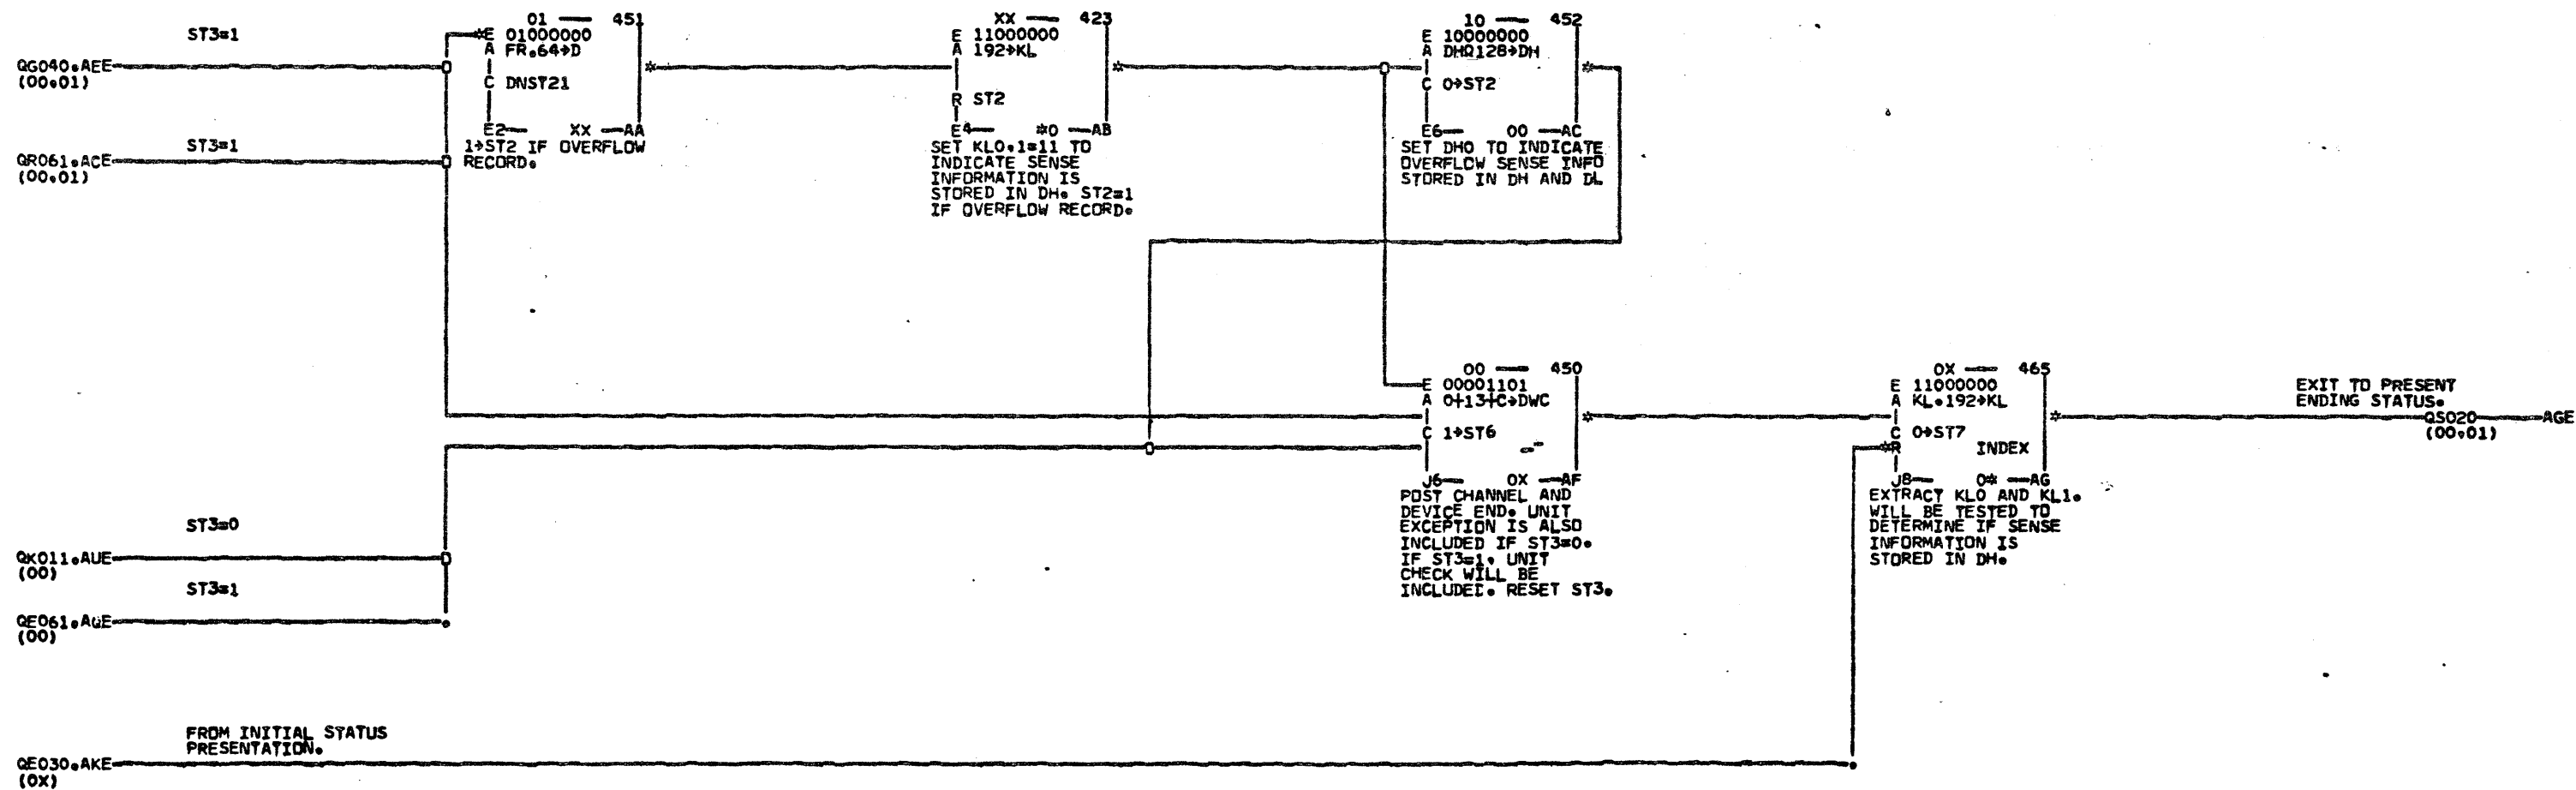 ST3=1
QG040.AEE
(00,01)
ST3=1
QR061.ACE
(00,01)
01 — 451
*E 01000000
A FR.64→D
C DNST21
E2— XX —AA
1→ST2 IF OVERFLOW
RECORD.
XX — 423
E 11000000
A 192→KL
*
R ST2
E4— *0 —AB
SET KL0,1=11 TO
INDICATE SENSE
INFORMATION IS
STORED IN DH. ST2=1
IF OVERFLOW RECORD.
*
10 — 452
E 10000000
A DHΩ128→DH
C 0→ST2
E6— 00 —AC
SET DH0 TO INDICATE
OVERFLOW SENSE INFO
STORED IN DH AND DL
*
00 — 450
E 00001101
A 0+13+C→DWC
C 1→ST6
J6— 0X —AF
POST CHANNEL AND
DEVICE END. UNIT
EXCEPTION IS ALSO
INCLUDED IF ST3=0.
IF ST3=1, UNIT
CHECK WILL BE
INCLUDED. RESET ST3.
*
0X — 465
E 11000000
A KL.192→KL
C 0→ST7
*R INDEX
J8— 0* —AG
EXTRACT KL0 AND KL1.
WILL BE TESTED TO
DETERMINE IF SENSE
INFORMATION IS
STORED IN DH.
*
EXIT TO PRESENT
ENDING STATUS.
QS020 AGE
(00,01)
ST3=0
QK011.AUE
(00)
ST3=1
(00)
FROM INITIAL STATUS
PRESENTATION.
QE030.AKE
(0X)